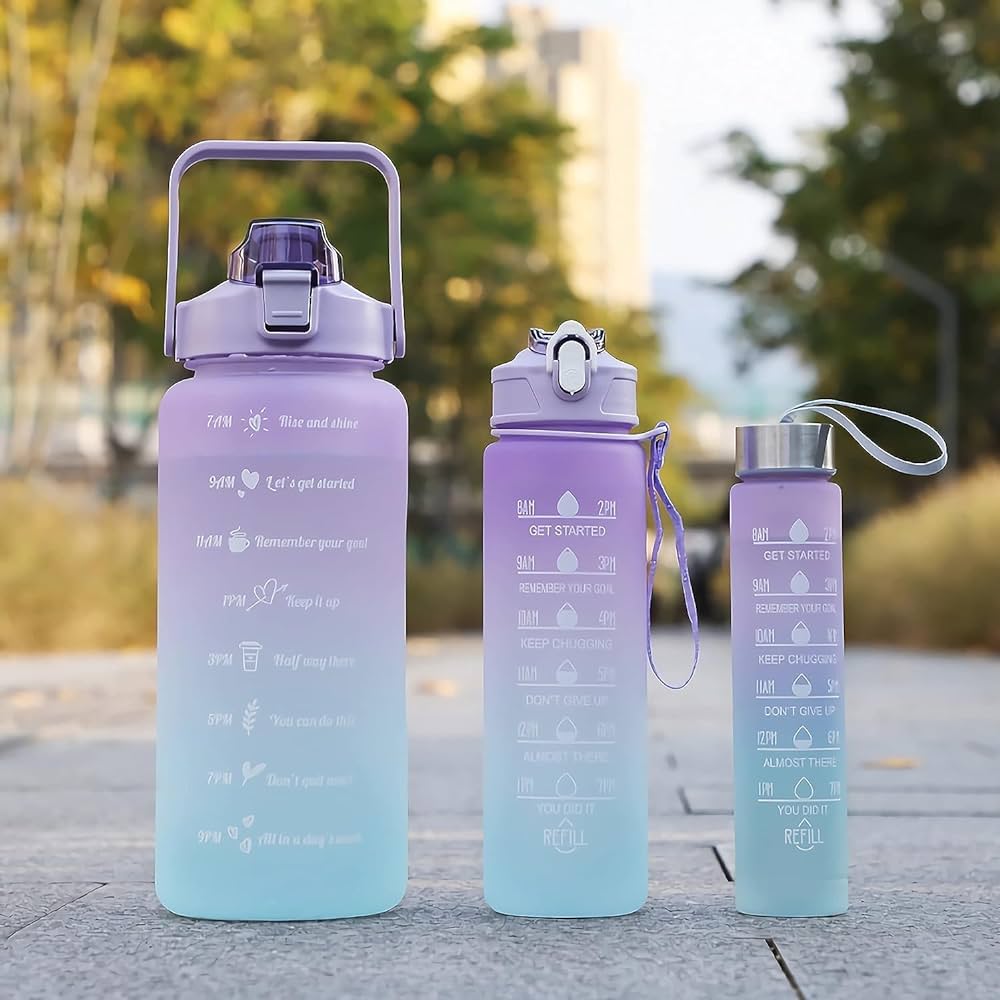 7AM Rise and shine
9AM Let's get started
11AM Remember your goal
1PM Keep it up
3PM Half way there
5PM You can do this
7PM Don't quit now
9PM All in a day's work
8AM 2PM
GET STARTED
9AM 3PM
REMEMBER YOUR GOAL
10AM 4PM
KEEP CHUGGING
11AM 5PM
DON'T GIVE UP
12PM 6PM
ALMOST THERE
1PM 7PM
YOU DID IT
REFILL
8AM 2PM
GET STARTED
9AM 3PM
REMEMBER YOUR GOAL
10AM 4PM
KEEP CHUGGING
11AM 5PM
DON'T GIVE UP
12PM 6PM
ALMOST THERE
1PM 7PM
YOU DID IT
REFILL